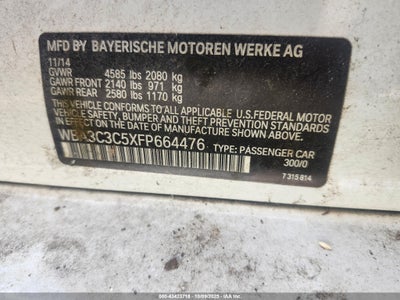 MFD BY BAYERISCHE MOTOREN WERKE AG
11/14
GVWR 4585 lbs 2080 kg
GAWR FRONT 2140 lbs 971 kg
GAWR REAR 2580 lbs 1170 kg
THIS VEHICLE CONFORMS TO ALL APPLICABLE U.S. FEDERAL MOTOR
VEHICLE SAFETY, BUMPER AND THEFT PREVENTION STANDARDS IN
EFFECT ON THE DATE OF MANUFACTURE SHOWN ABOVE.
WBA3C3C5XFP664476 TYPE: PASSENGER CAR
300/0
7 315 814